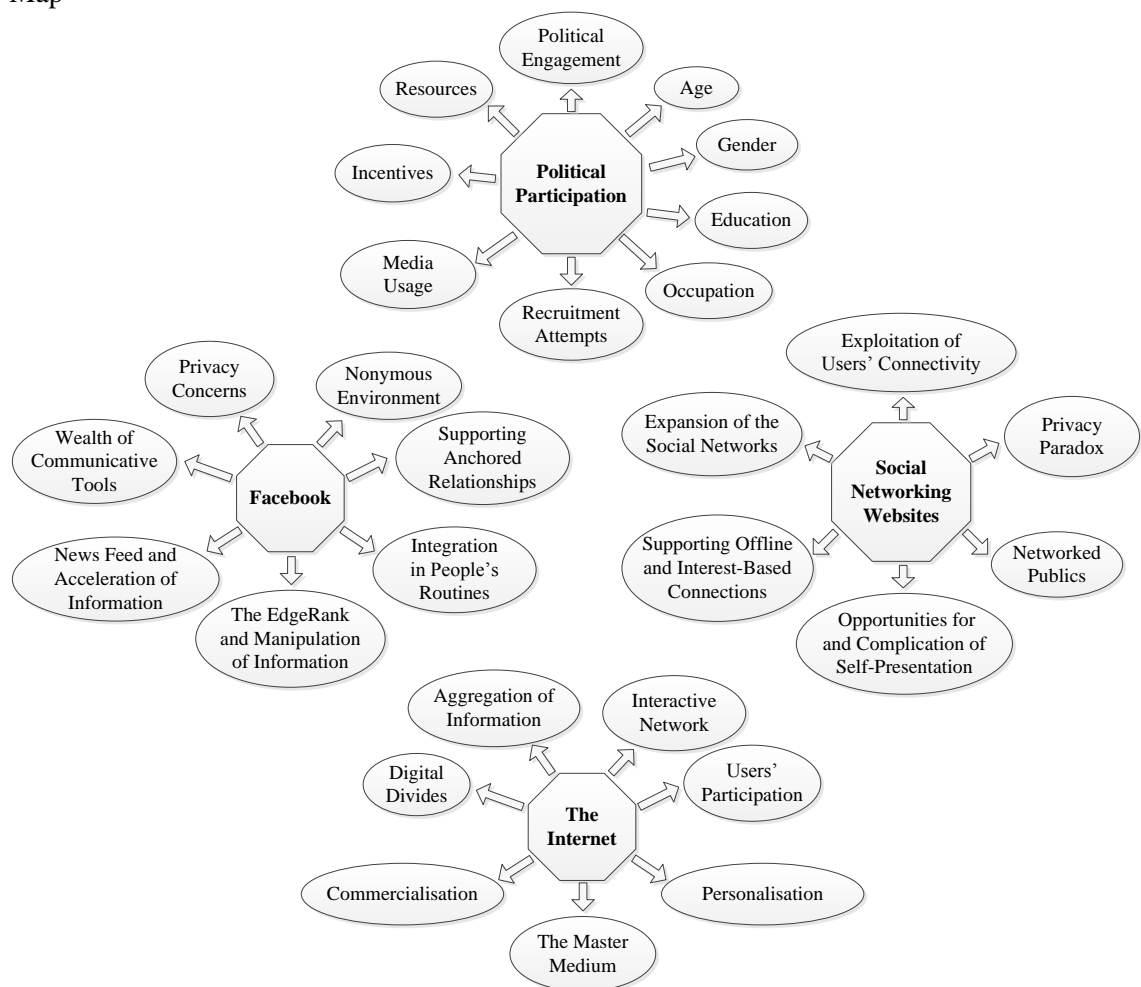 Map
Political
Engagement
Resources
Age
Gender
Incentives
Political
Participation
Education
Media
Usage
Occupation
Recruitment
Attempts
Privacy
Concerns
Nonymous
Environment
Wealth of
Communicative
Tools
Supporting
Anchored
Relationships
Facebook
News Feed and
Acceleration of
Information
Integration
in People's
Routines
The EdgeRank
and Manipulation
of Information
Exploitation of
Users' Connectivity
Expansion of the
Social Networks
Privacy
Paradox
Social
Networking
Websites
Supporting Offline
and Interest-Based
Connections
Networked
Publics
Opportunities for
and Complication of
Self-Presentation
Aggregation of
Information
Interactive
Network
Digital
Divides
Users'
Participation
The
Internet
Commercialisation
Personalisation
The Master
Medium